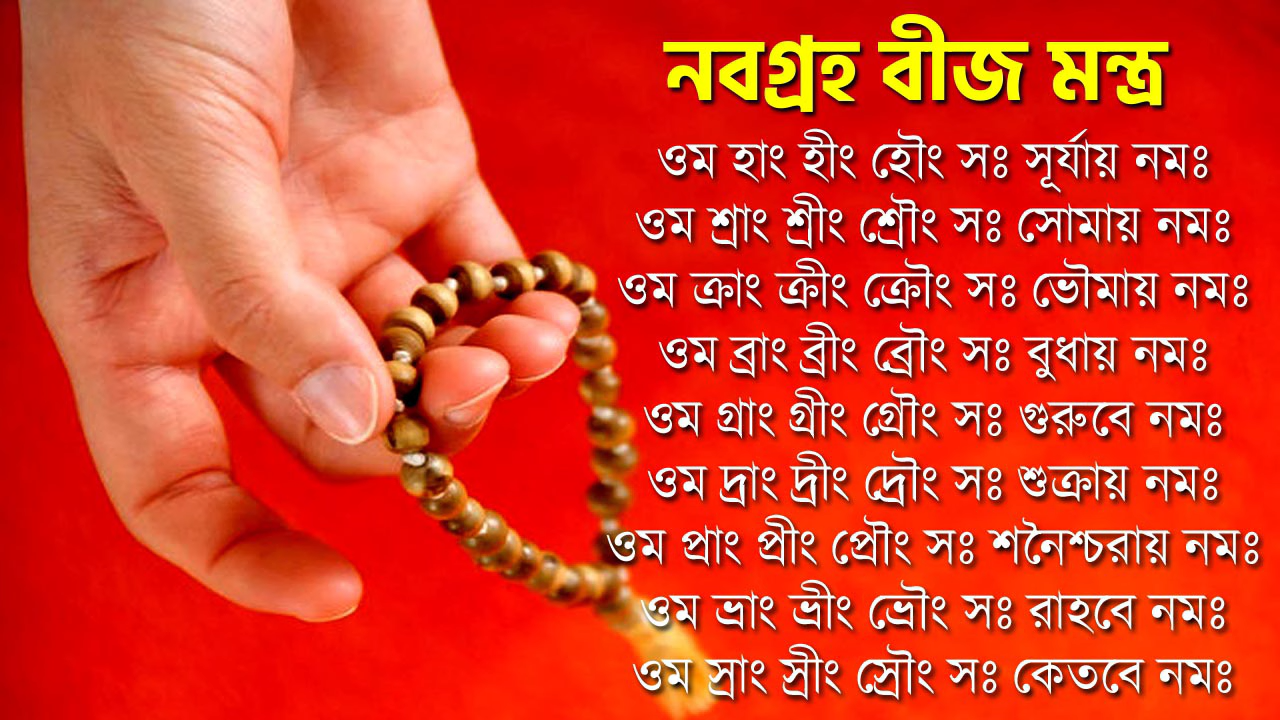 নবগ্রহ বীজ মন্ত্র
ওম হাং হীং হৌং সঃ সূর্যায় নমঃ
ওম শ্রাং শ্রীং শ্রৌং সঃ সোমায় নমঃ
ওম ক্রাং ক্রীং ক্রৌং সঃ ভৌমায় নমঃ
ওম ব্রাং ব্রীং ব্রৌং সঃ বুধায় নমঃ
ওম গ্রাং গ্রীং গ্রৌং সঃ গুরুবে নমঃ
ওম দ্রাং দ্রীং দ্রৌং সঃ শুক্রায় নমঃ
ওম প্রাং প্রীং প্রৌং সঃ শনৈশ্চরায় নমঃ
ওম ভ্রাং ভ্রীং ভ্রৌং সঃ রাহবে নমঃ
ওম স্রাং স্রীং স্রৌং সঃ কেতবে নমঃ